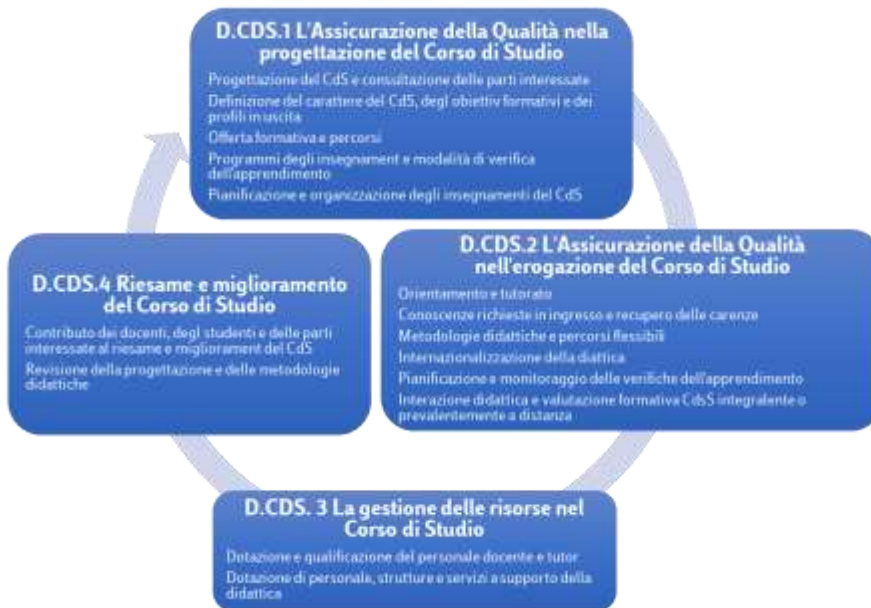 D.CDS.1 L'Assicurazione della Qualità nella
progettazione del Corso di Studio
Progettazione del CdS e consultazione delle parti interessate
Definizione del carattere del CdS, degli obiettiv formativi e dei
profili in uscita
Offerta formativa e percorsi
Programmi degli insegnament e modalità di verifica
dell'apprendimento
Pianificazione e organizzazione degli insegnamenti del CdS
D.CDS.2 L'Assicurazione della Qualità
nell'erogazione del Corso di Studio
Orientamento e tutorato
Conoscenze richieste in ingresso e recupero delle carenze
Metodologie didattiche e percorsi flessibili
Internazionalizzazione della diattica
Pianificazione e monitoraggio delle verifiche dell'apprendimento
Interazione didattica e valutazione formativa CdsS integralente o
prevalentemente a distanza
D.CDS. 3 La gestione delle risorse nel
Corso di Studio
Dotazione e qualificazione del personale docente e tutor
Dotazione di personale, strutture e servizi a supporto della
didattica
D.CDS.4 Riesame e miglioramento
del Corso di Studio
Contributo dei docenti, degli studenti e delle parti
interessate al riesame e migliorament del CdS
Revisione della progettazione e delle metodologie
didattiche